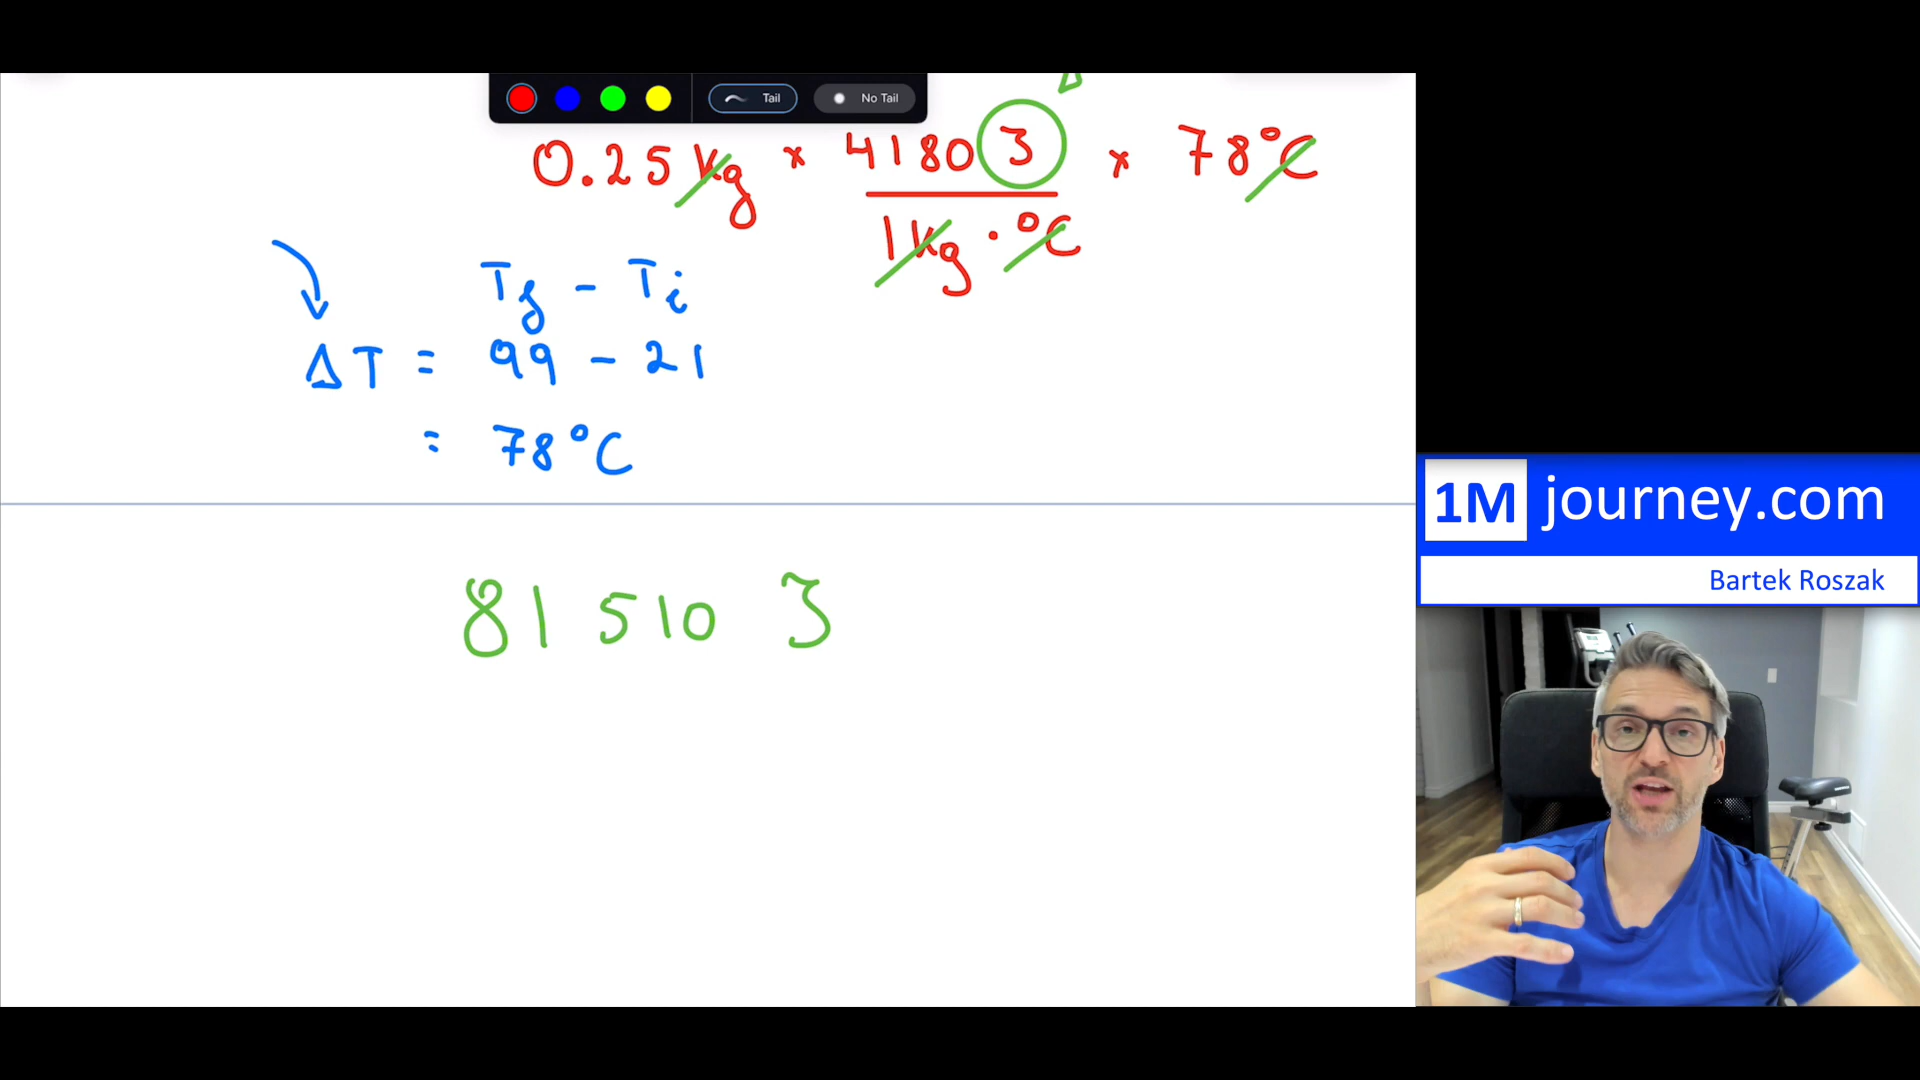 Tail
No Tail
0.25 kg × 4180 J × 78°C
1 kg · °C
Tf - Ti
ΔT = 99 - 21
= 78°C
81 510 J
1M journey.com
Bartek Roszak